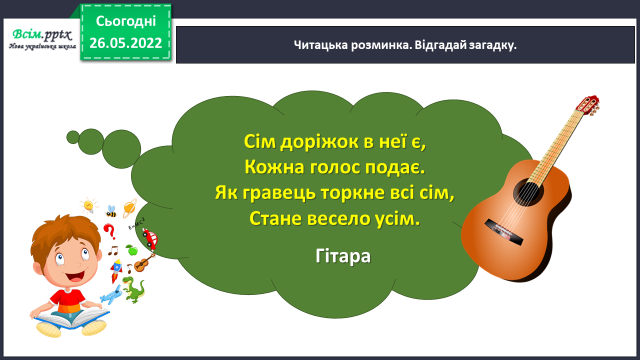 Всім.pptx
Нова українська школа
Сьогодні
26.05.2022
Читацька розминка. Відгадай загадку.
Сім доріжок в неї є,
Кожна голос подає.
Як гравець торкне всі сім,
Стане весело усім.
Гітара